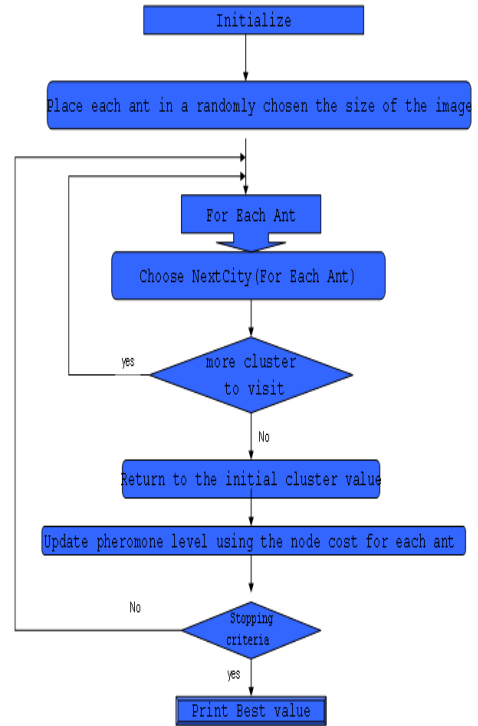 Initialize
Place each ant in a randomly chosen the size of the image
For Each Ant
Choose NextCity(For Each Ant)
more cluster
to visit
yes
No
Return to the initial cluster value
Update pheromone level using the node cost for each ant
Stopping
criteria
No
yes
Print Best value